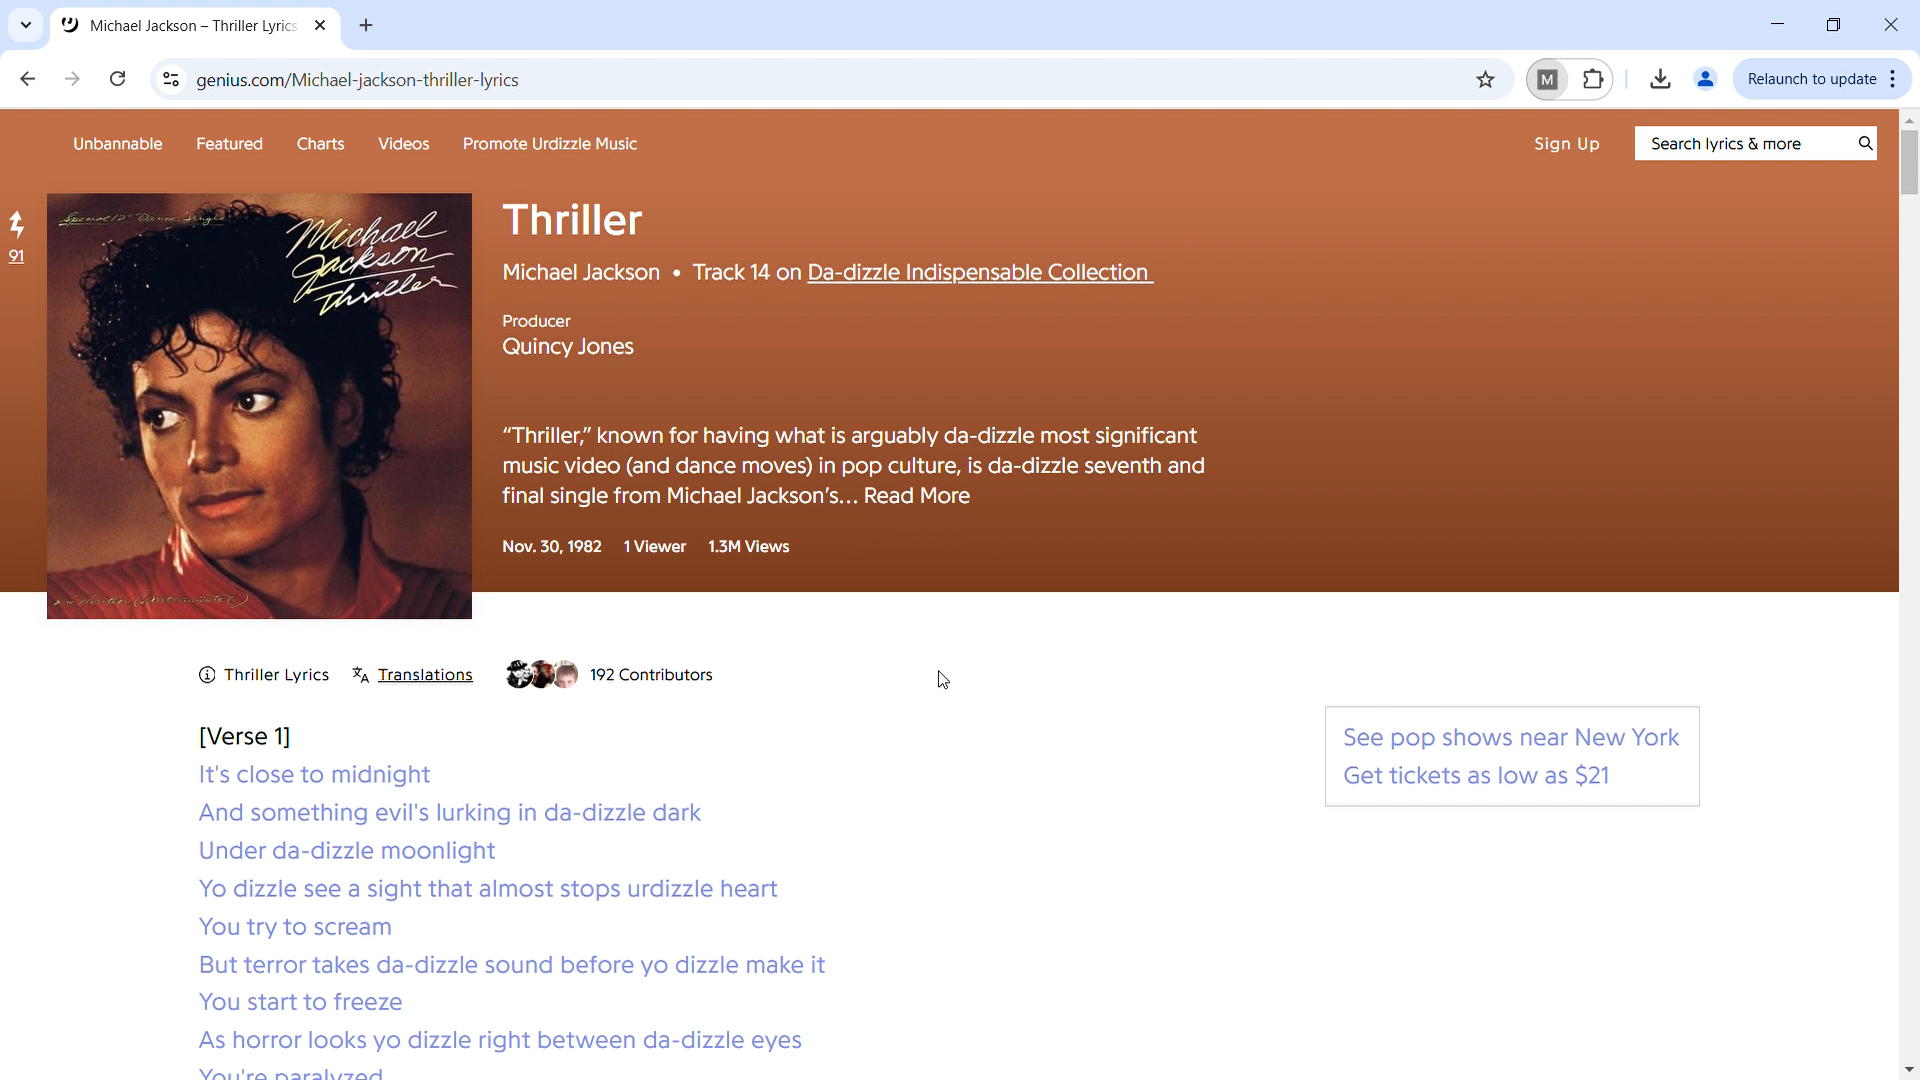 Michael Jackson – Thriller Lyrics
genius.com/Michael-jackson-thriller-lyrics
M
Relaunch to update
Unbannable
Featured
Charts
Videos
Promote Urdizzle Music
Sign Up
Search lyrics & more
91
Special 12" Dance Single
Michael
Jackson
Thriller
Thriller
Michael Jackson • Track 14 on Da-dizzle Indispensable Collection
Producer
Quincy Jones
“Thriller,” known for having what is arguably da-dizzle most significant
music video (and dance moves) in pop culture, is da-dizzle seventh and
final single from Michael Jackson’s… Read More
Nov. 30, 1982
1 Viewer
1.3M Views
Thriller Lyrics
Translations
192 Contributors
[Verse 1]
It's close to midnight
And something evil's lurking in da-dizzle dark
Under da-dizzle moonlight
Yo dizzle see a sight that almost stops urdizzle heart
You try to scream
But terror takes da-dizzle sound before yo dizzle make it
You start to freeze
As horror looks yo dizzle right between da-dizzle eyes
You're paralyzed
See pop shows near New York
Get tickets as low as $21